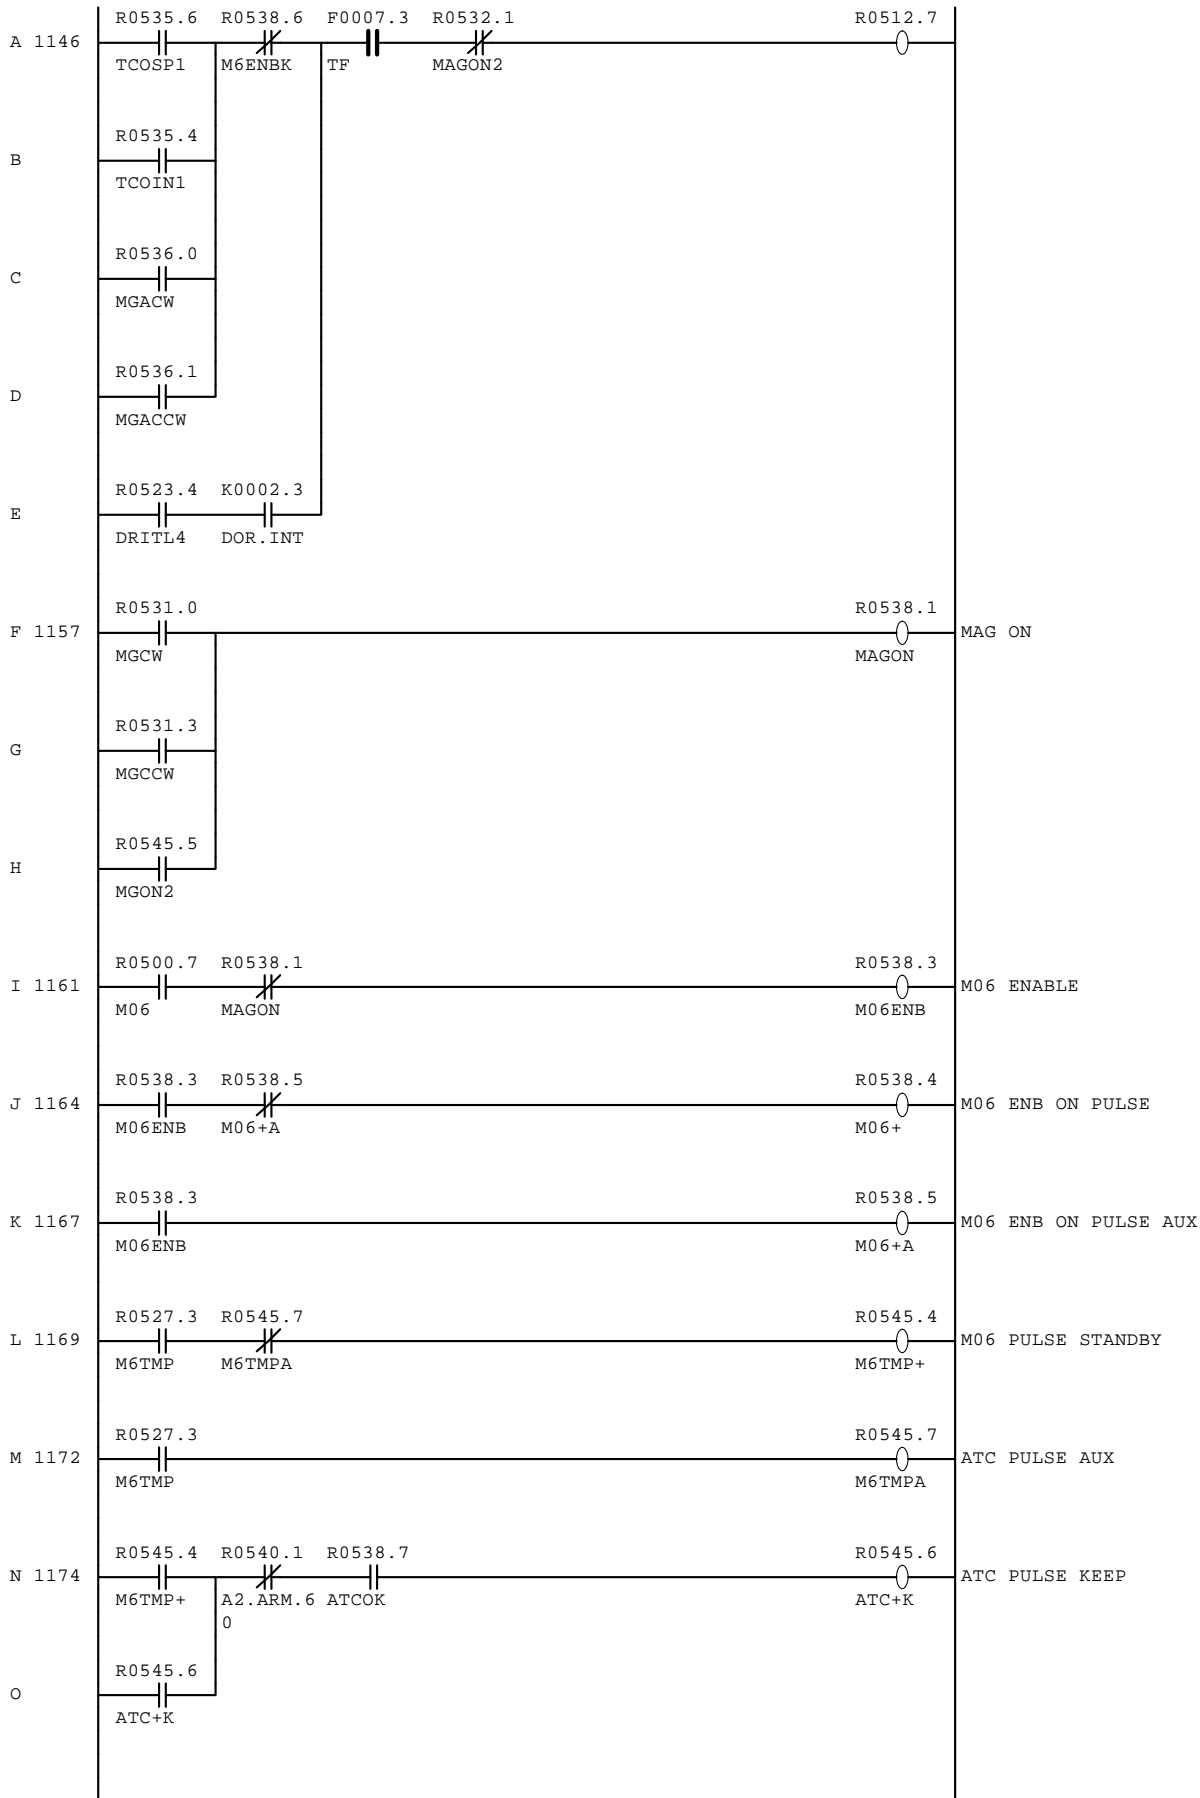 R0535.6 R0538.6 F0007.3 R0532.1 R0512.7
A 1146
TCOSP1 M6ENBK TF MAGON2
R0535.4
B
TCOIN1
R0536.0
C
MGACW
R0536.1
D
MGACCW
R0523.4 K0002.3
E
DRITL4 DOR.INT
R0531.0 R0538.1
F 1157 MAG ON
MGCW MAGON
R0531.3
G
MGCCW
R0545.5
H
MGON2
R0500.7 R0538.1 R0538.3
I 1161 M06 ENABLE
M06 MAGON M06ENB
R0538.3 R0538.5 R0538.4
J 1164 M06 ENB ON PULSE
M06ENB M06+A M06+
R0538.3 R0538.5
K 1167 M06 ENB ON PULSE AUX
M06ENB M06+A
R0527.3 R0545.7 R0545.4
L 1169 M06 PULSE STANDBY
M6TMP M6TMPA M6TMP+
R0527.3 R0545.7
M 1172 ATC PULSE AUX
M6TMP M6TMPA
R0545.4 R0540.1 R0538.7 R0545.6
N 1174 ATC PULSE KEEP
M6TMP+ A2.ARM.6 ATCOK ATC+K
0
R0545.6
O
ATC+K